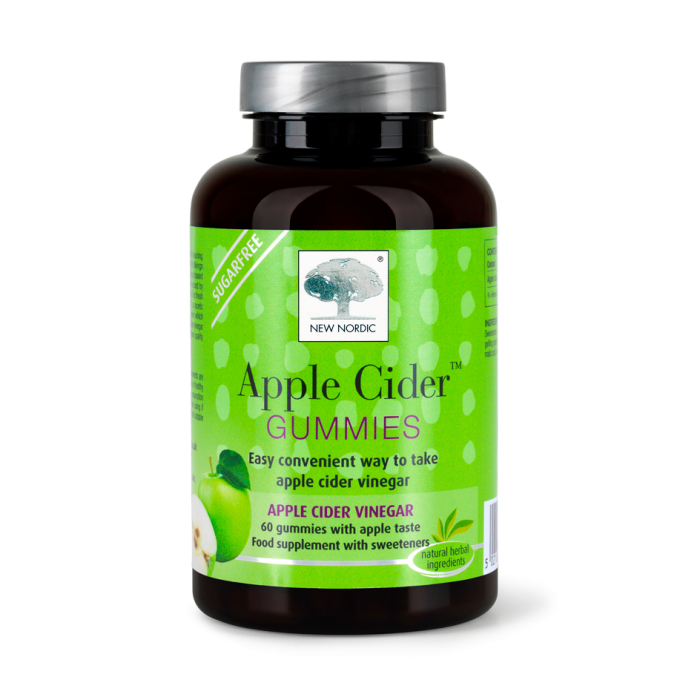 SUGARFREE
®
NEW NORDIC
Apple Cider™
GUMMIES
Easy convenient way to take
apple cider vinegar
APPLE CIDER VINEGAR
60 gummies with apple taste
Food supplement with sweeteners
natural herbal
ingredients